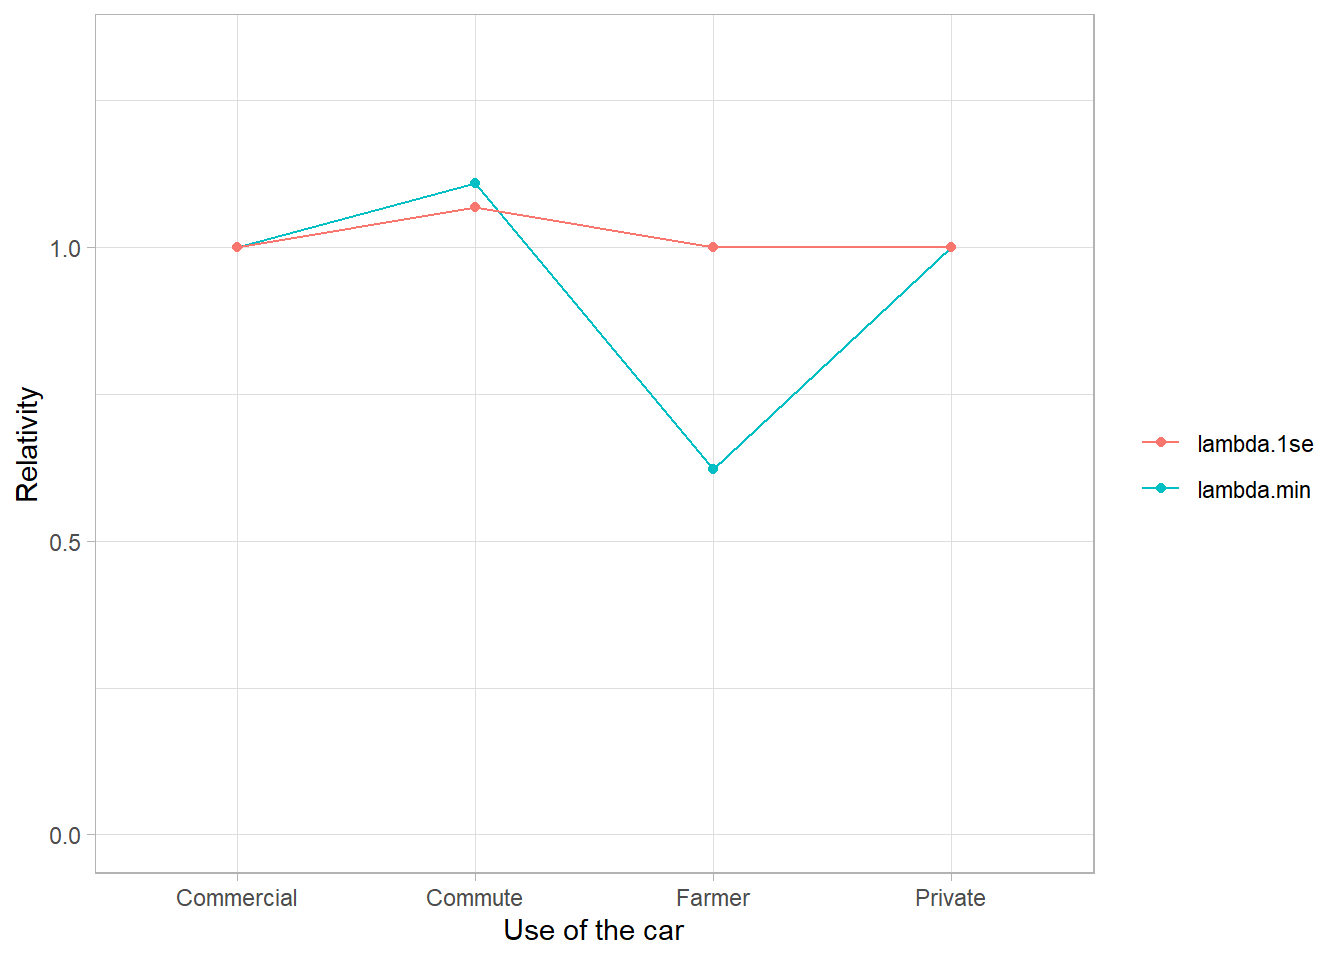 Relativity
1.0
0.5
0.0
Commercial Commute Farmer Private
Use of the car
lambda.1se
lambda.min